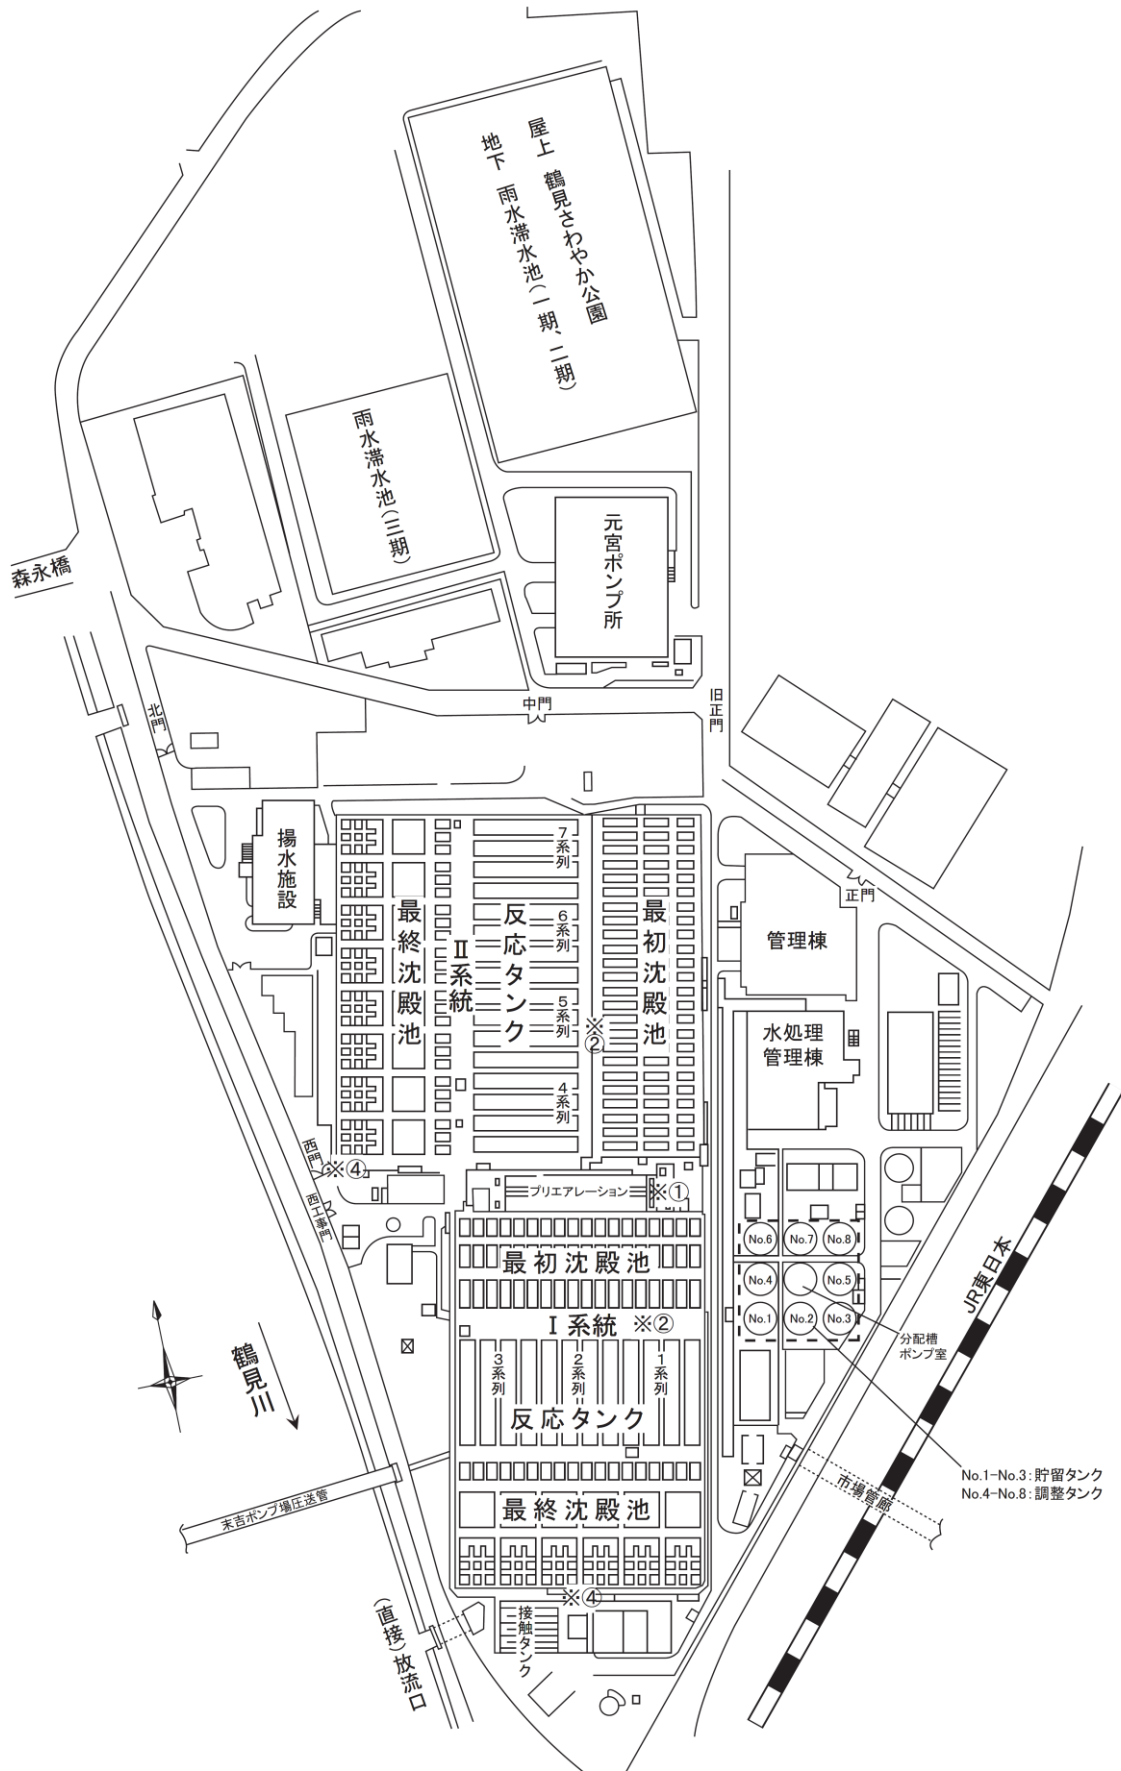 屋上 鶴見さわやか公園
地下 雨水滞水池(一期、二期)
雨水滞水池(三期)
森永橋
元宮ポンプ所
旧正門
中門
北門
揚水施設
正門
管理棟
水処理
管理棟
最終沈殿池
Ⅱ系統
反応タンク
7系列
6系列
5系列
4系列
※②
最初沈殿池
西門
※④
西工事門
プリエアレーション
※①
最初沈殿池
Ⅰ系統 ※②
3系列
2系列
1系列
反応タンク
最終沈殿池
※④
接触タンク
No.6
No.7
No.8
No.4
No.5
No.1
No.2
No.3
分配槽
ポンプ室
JR東日本
No.1-No.3:貯留タンク
No.4-No.8:調整タンク
市場管廊
鶴見川
末吉ポンプ場圧送管
(直接)放流口